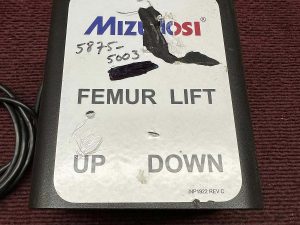 MIZUHOSI®
5875-
5003
FEMUR LIFT
UP DOWN
INP1922 REV C